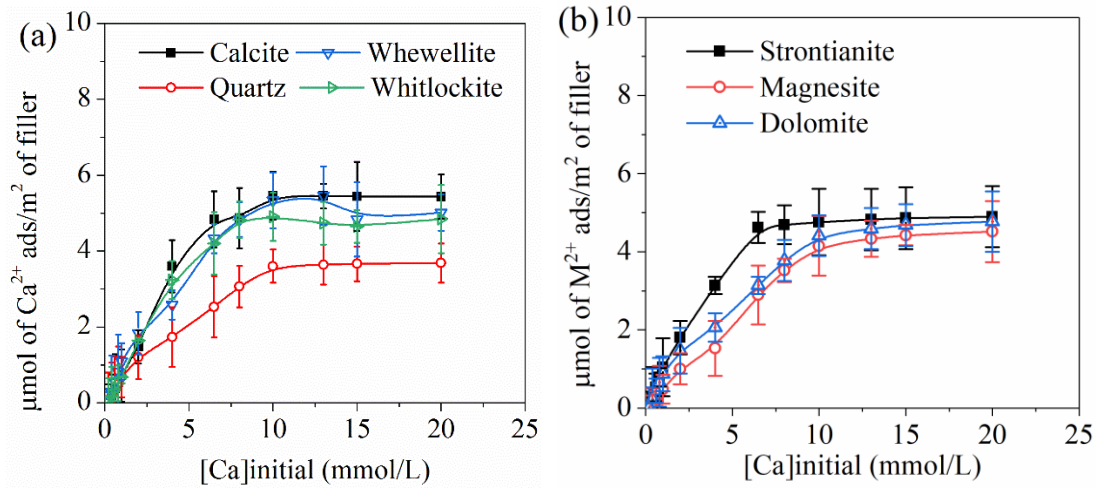 (a)
Calcite Whewellite
Quartz Whitlockite
µmol of Ca²⁺ ads/m² of filler
10
8
6
4
2
0
0 5 10 15 20 25
[Ca]initial (mmol/L)
(b)
Strontianite
Magnesite
Dolomite
µmol of M²⁺ ads/m² of filler
10
8
6
4
2
0
0 5 10 15 20 25
[Ca]initial (mmol/L)